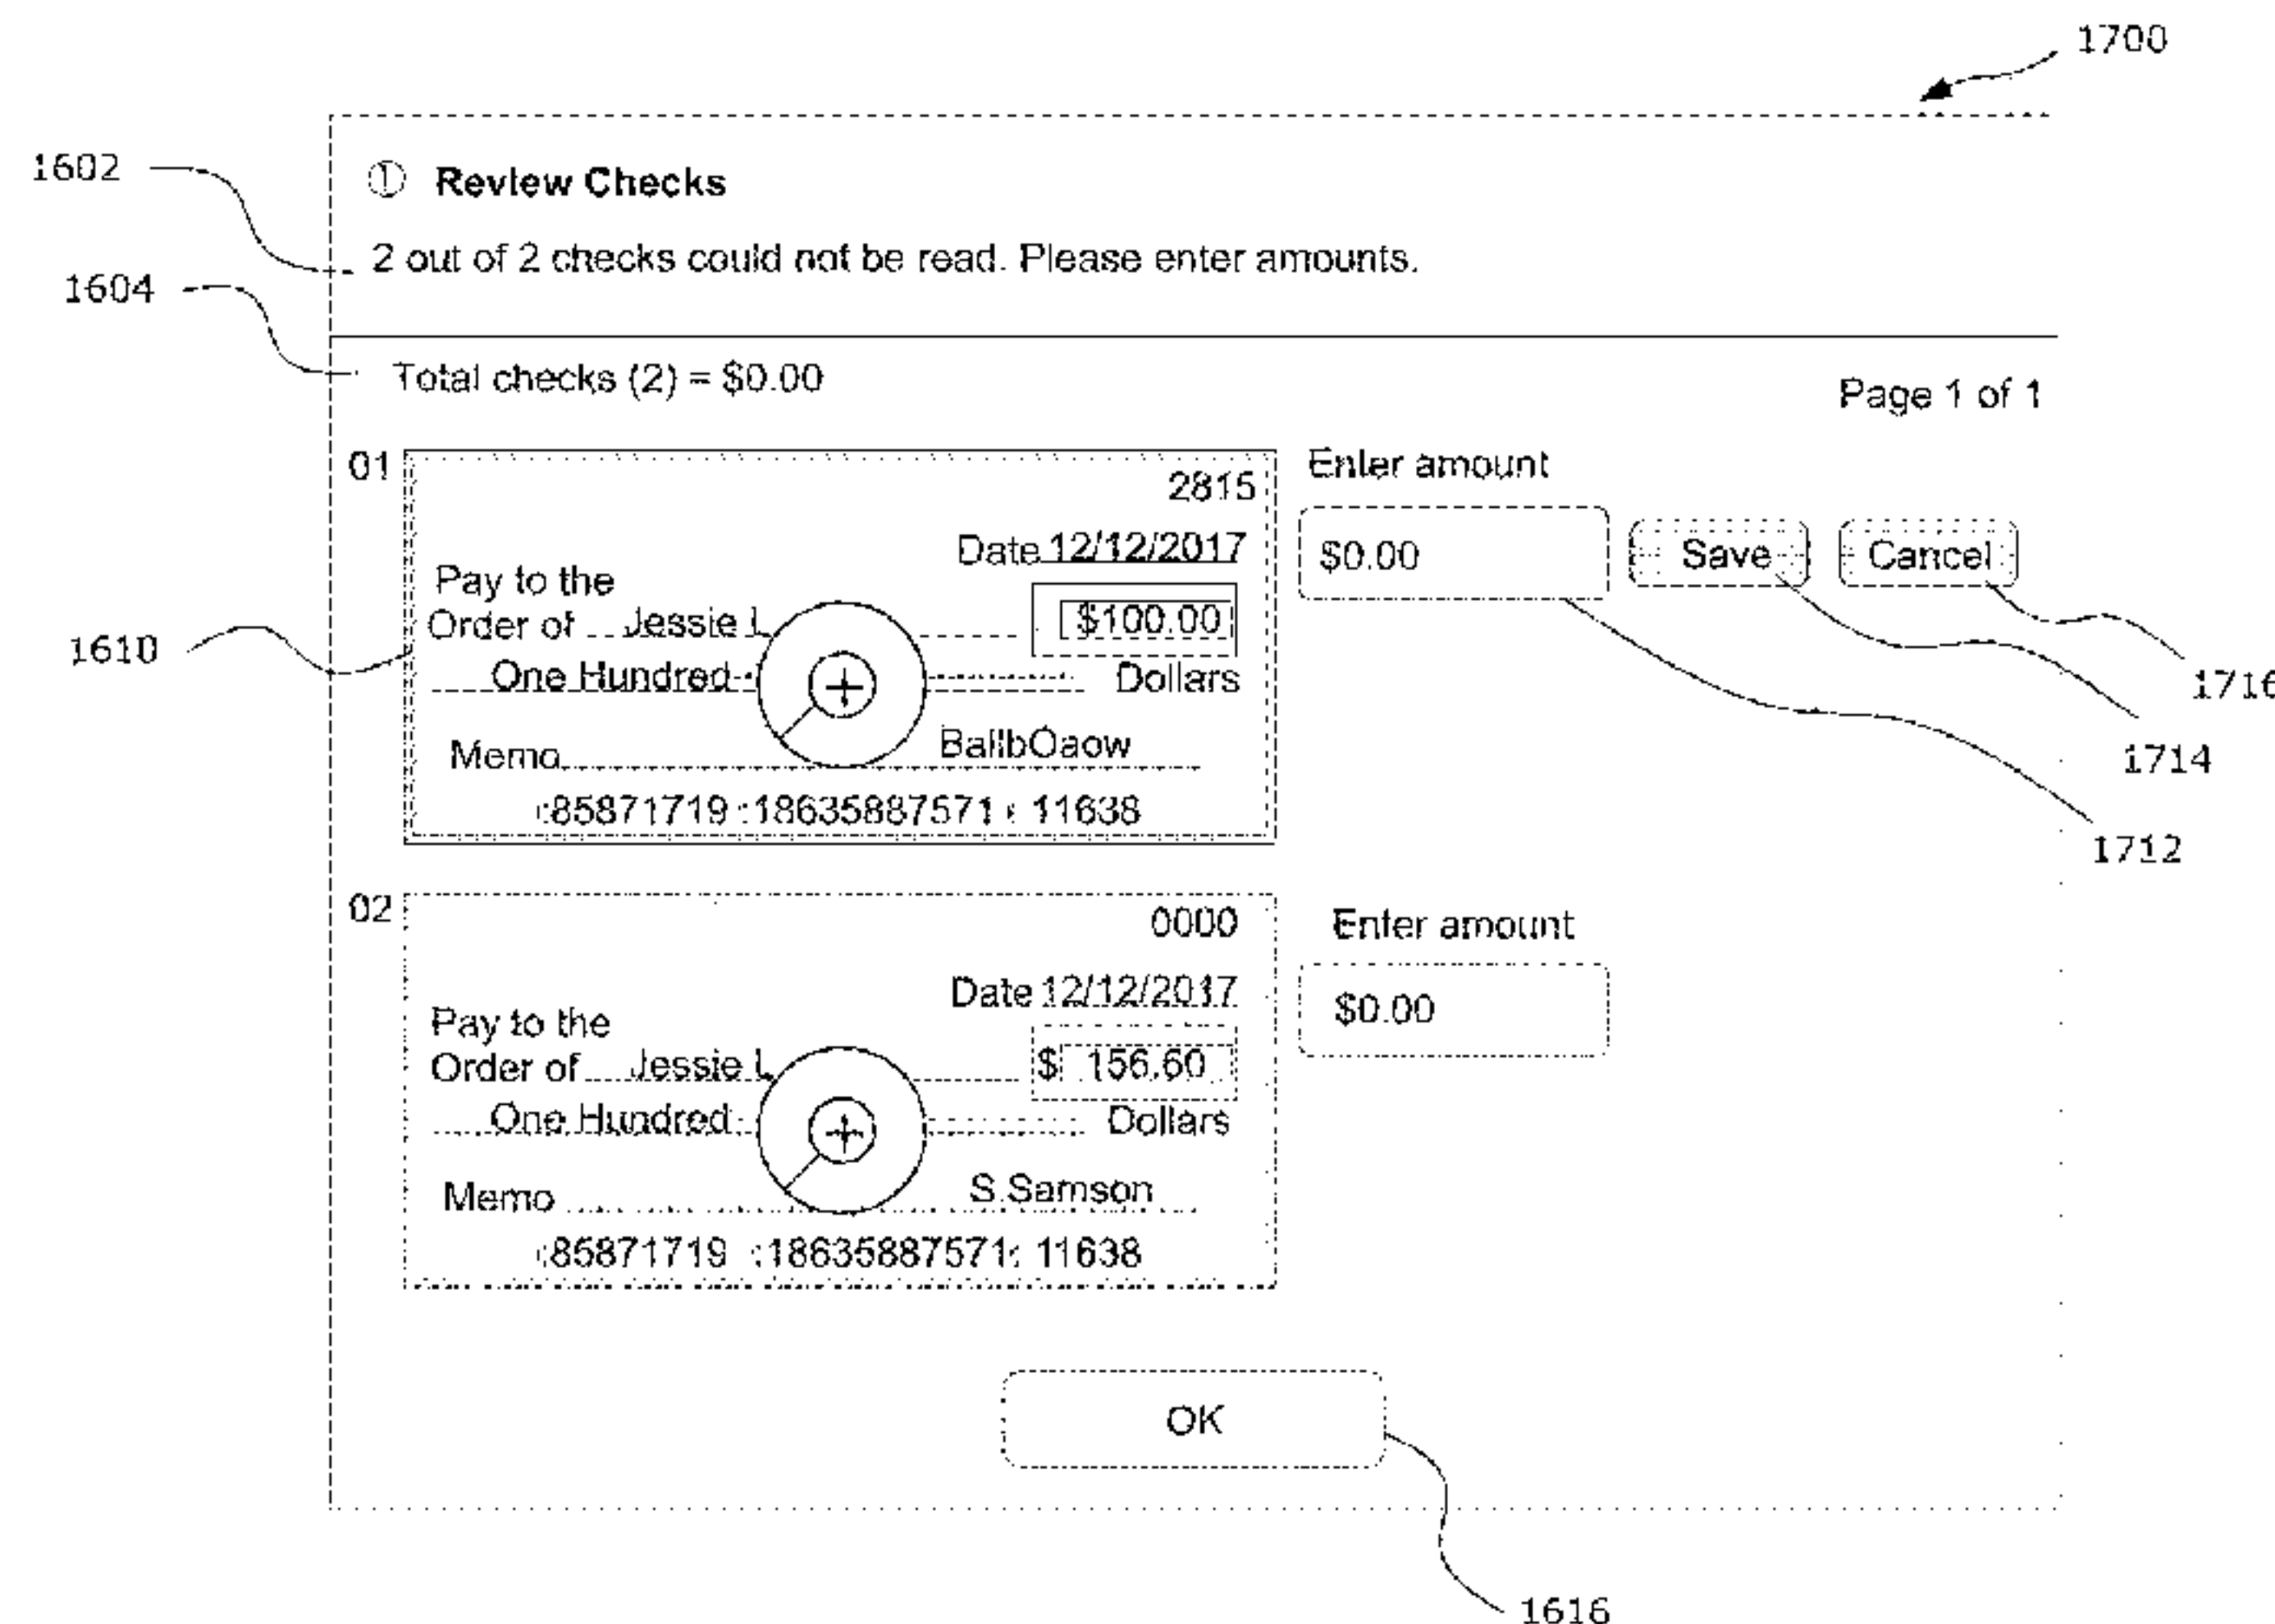 1700
1602
① Review Checks
2 out of 2 checks could not be read. Please enter amounts.
1604
Total checks (2) = $0.00
Page 1 of 1
01
2815
Enter amount
Date 12/12/2017
$0.00
Save
Cancel
Pay to the
Order of Jessie L
$100.00
1610
One Hundred
Dollars
1716
Memo
BallbOaow
1714
⑆85871719 ⑆18635887571⑆ 11638
1712
02
0000
Enter amount
Date 12/12/2017
$0.00
Pay to the
Order of Jessie L
$ 156.60
One Hundred
Dollars
Memo
S.Samson
⑆85871719 ⑆18635887571⑆ 11638
OK
1616